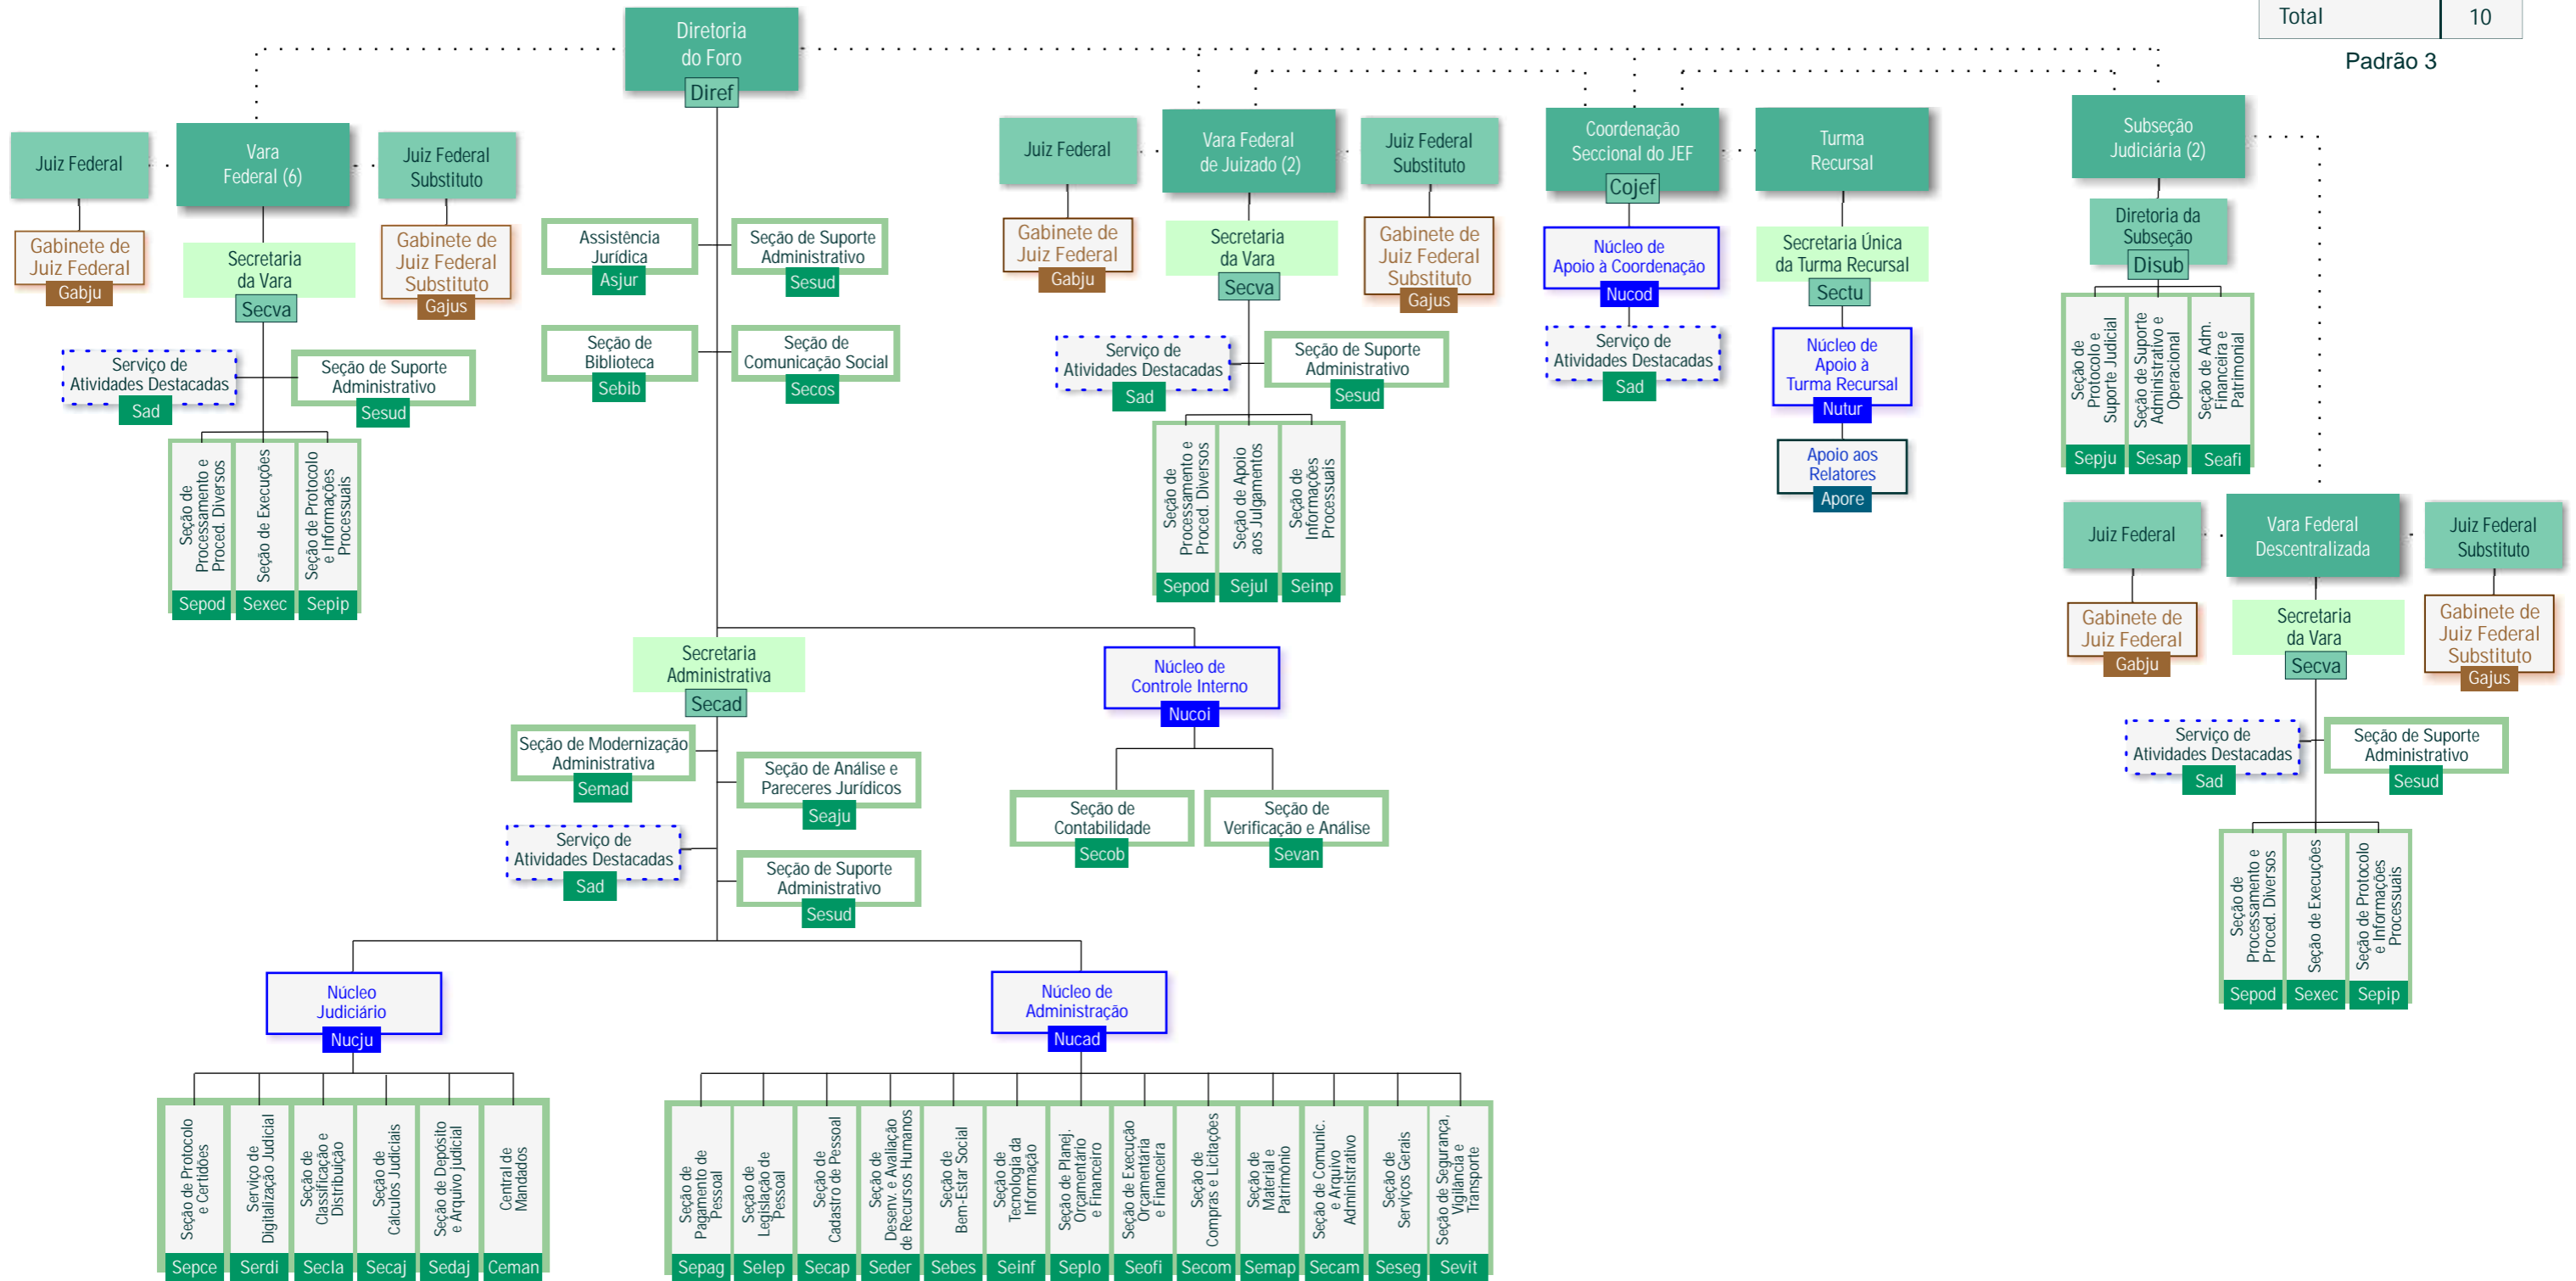 Total 10
Padrão 3
Diretoria
do Foro
Diref
Juiz Federal
Vara
Federal (6)
Juiz Federal
Substituto
Gabinete de
Juiz Federal
Gabju
Secretaria
da Vara
Secva
Gabinete de
Juiz Federal
Substituto
Gajus
Serviço de
Atividades Destacadas
Sad
Seção de Suporte
Administrativo
Sesud
Seção de
Processamento e
Proced. Diversos
Sepod
Seção de Execuções
Sexec
Seção de Protocolo
e Informações
Processuais
Sepip
Assistência
Jurídica
Asjur
Seção de Suporte
Administrativo
Sesud
Seção de
Biblioteca
Sebib
Seção de
Comunicação Social
Secos
Juiz Federal
Vara Federal
de Juizado (2)
Juiz Federal
Substituto
Gabinete de
Juiz Federal
Gabju
Secretaria
da Vara
Secva
Gabinete de
Juiz Federal
Substituto
Gajus
Serviço de
Atividades Destacadas
Sad
Seção de Suporte
Administrativo
Sesud
Seção de
Processamento e
Proced. Diversos
Sepod
Seção de Apoio
aos Julgamentos
Sejul
Seção de
Informações
Processuais
Seinp
Coordenação
Seccional do JEF
Cojef
Núcleo de
Apoio à Coordenação
Nucod
Serviço de
Atividades Destacadas
Sad
Turma
Recursal
Secretaria Única
da Turma Recursal
Sectu
Núcleo de
Apoio à
Turma Recursal
Nutur
Apoio aos
Relatores
Apore
Subseção
Judiciária (2)
Diretoria da
Subseção
Disub
Seção de
Protocolo e
Suporte Judicial
Sepju
Seção de Suporte
Administrativo e
Operacional
Sesap
Seção de Adm.
Financeira e
Patrimonial
Seafi
Juiz Federal
Vara Federal
Descentralizada
Juiz Federal
Substituto
Gabinete de
Juiz Federal
Gabju
Secretaria
da Vara
Secva
Gabinete de
Juiz Federal
Substituto
Gajus
Serviço de
Atividades Destacadas
Sad
Seção de Suporte
Administrativo
Sesud
Seção de
Processamento e
Proced. Diversos
Sepod
Seção de Execuções
Sexec
Seção de Protocolo
e Informações
Processuais
Sepip
Secretaria
Administrativa
Secad
Núcleo de
Controle Interno
Nucoi
Seção de Modernização
Administrativa
Semad
Seção de Análise e
Pareceres Jurídicos
Seaju
Serviço de
Atividades Destacadas
Sad
Seção de Suporte
Administrativo
Sesud
Seção de
Contabilidade
Secob
Seção de
Verificação e Análise
Sevan
Núcleo
Judiciário
Nucju
Núcleo de
Administração
Nucad
Seção de Protocolo
e Certidões
Sepce
Serviço de
Digitalização Judicial
Serdi
Seção de
Classificação e
Distribuição
Secla
Seção de
Cálculos Judiciais
Secaj
Seção de Depósito
e Arquivo judicial
Sedaj
Central de
Mandados
Ceman
Seção de
Pagamento de
Pessoal
Sepag
Seção de
Legislação de
Pessoal
Selep
Seção de
Cadastro de Pessoal
Secap
Seção de
Desenv. e Avaliação
de Recursos Humanos
Seder
Seção de
Bem-Estar Social
Sebes
Seção de
Tecnologia da
Informação
Seinf
Seção de Planej.
Orçamentário
e Financeiro
Seplo
Seção de Execução
Orçamentária
e Financeira
Seofi
Seção de
Compras e Licitações
Secom
Seção de
Material e
Patrimônio
Semap
Seção de Comunic.
e Arquivo
Administrativo
Secam
Seção de
Serviços Gerais
Seseg
Seção de Segurança,
Vigilância e
Transporte
Sevit